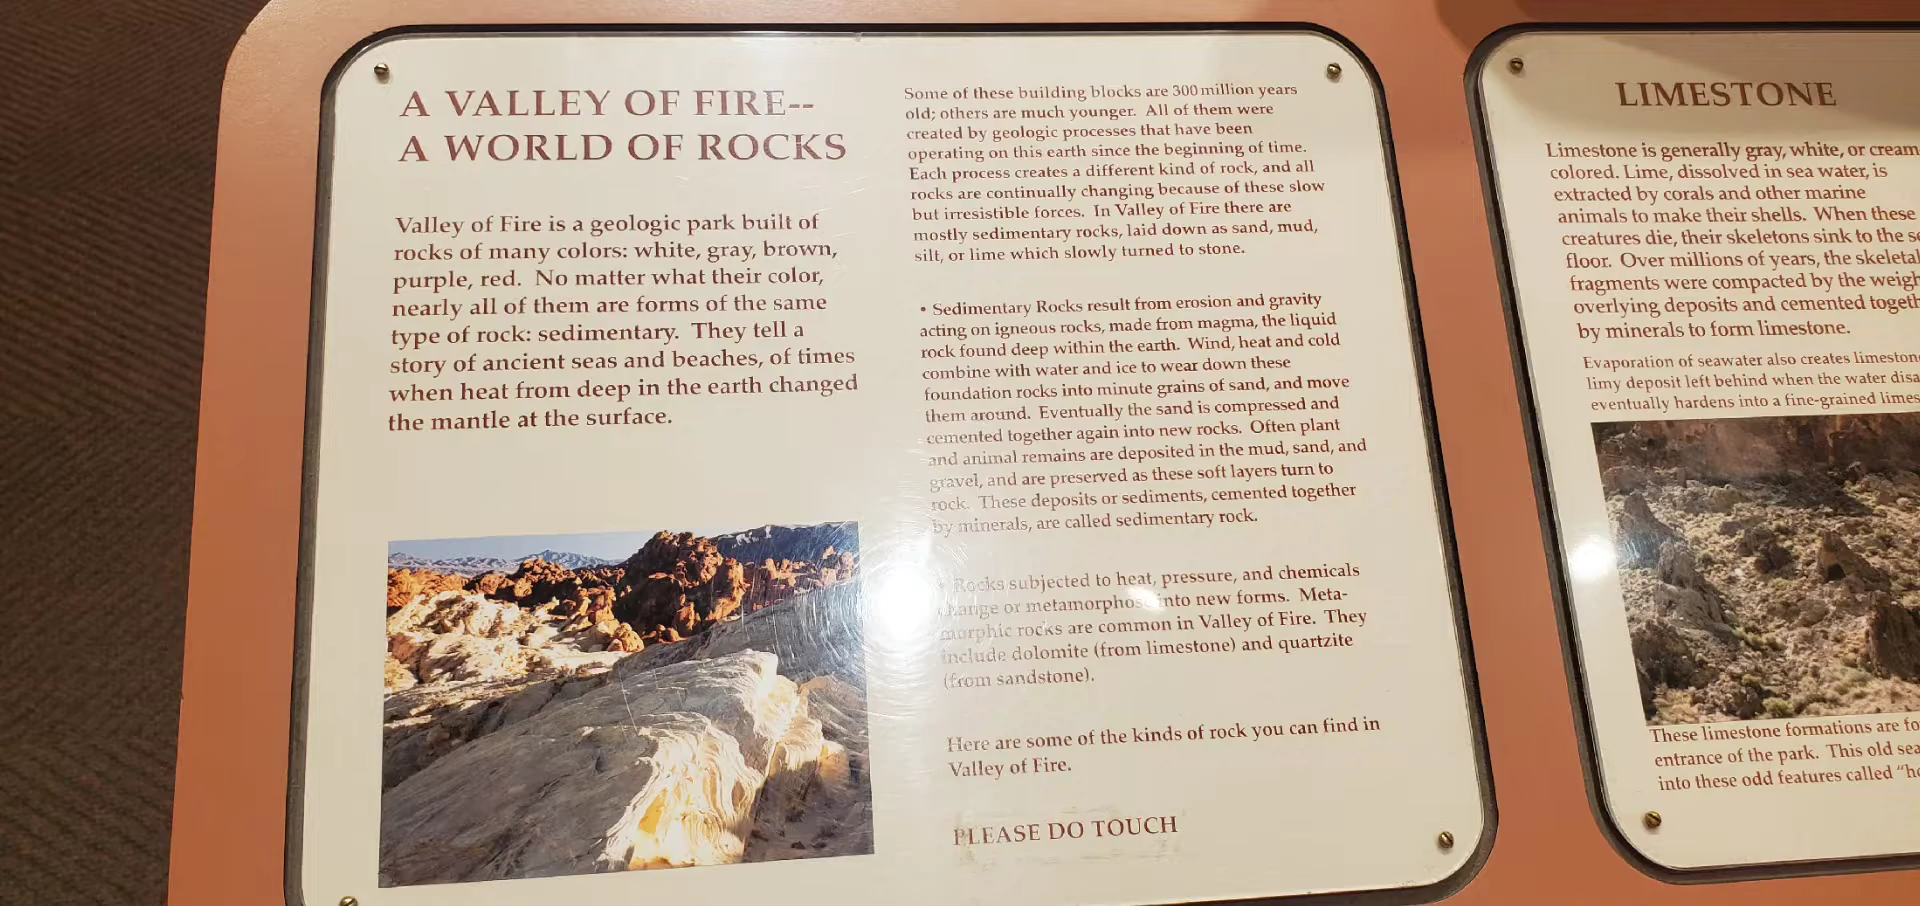 A VALLEY OF FIRE--
A WORLD OF ROCKS
Valley of Fire is a geologic park built of
rocks of many colors: white, gray, brown,
purple, red. No matter what their color,
nearly all of them are forms of the same
type of rock: sedimentary. They tell a
story of ancient seas and beaches, of times
when heat from deep in the earth changed
the mantle at the surface.
Some of these building blocks are 300 million years
old; others are much younger. All of them were
created by geologic processes that have been
operating on this earth since the beginning of time.
Each process creates a different kind of rock, and all
rocks are continually changing because of these slow
but irresistible forces. In Valley of Fire there are
mostly sedimentary rocks, laid down as sand, mud,
silt, or lime which slowly turned to stone.
• Sedimentary Rocks result from erosion and gravity
acting on igneous rocks, made from magma, the liquid
rock found deep within the earth. Wind, heat and cold
combine with water and ice to wear down these
foundation rocks into minute grains of sand, and move
them around. Eventually the sand is compressed and
cemented together again into new rocks. Often plant
and animal remains are deposited in the mud, sand, and
gravel, and are preserved as these soft layers turn to
rock. These deposits or sediments, cemented together
by minerals, are called sedimentary rock.
• Rocks subjected to heat, pressure, and chemicals
change or metamorphose into new forms. Meta-
morphic rocks are common in Valley of Fire. They
include dolomite (from limestone) and quartzite
(from sandstone).
Here are some of the kinds of rock you can find in
Valley of Fire.
PLEASE DO TOUCH
LIMESTONE
Limestone is generally gray, white, or cream
colored. Lime, dissolved in sea water, is
extracted by corals and other marine
animals to make their shells. When these
creatures die, their skeletons sink to the
floor. Over millions of years, the skeletal
fragments were compacted by the
overlying deposits and cemented
by minerals to form limestone.
Evaporation of seawater also creates
limy deposit left behind when the water
eventually hardens into a fine-grained
These limestone formations are
entrance of the park. This old
into these odd features called